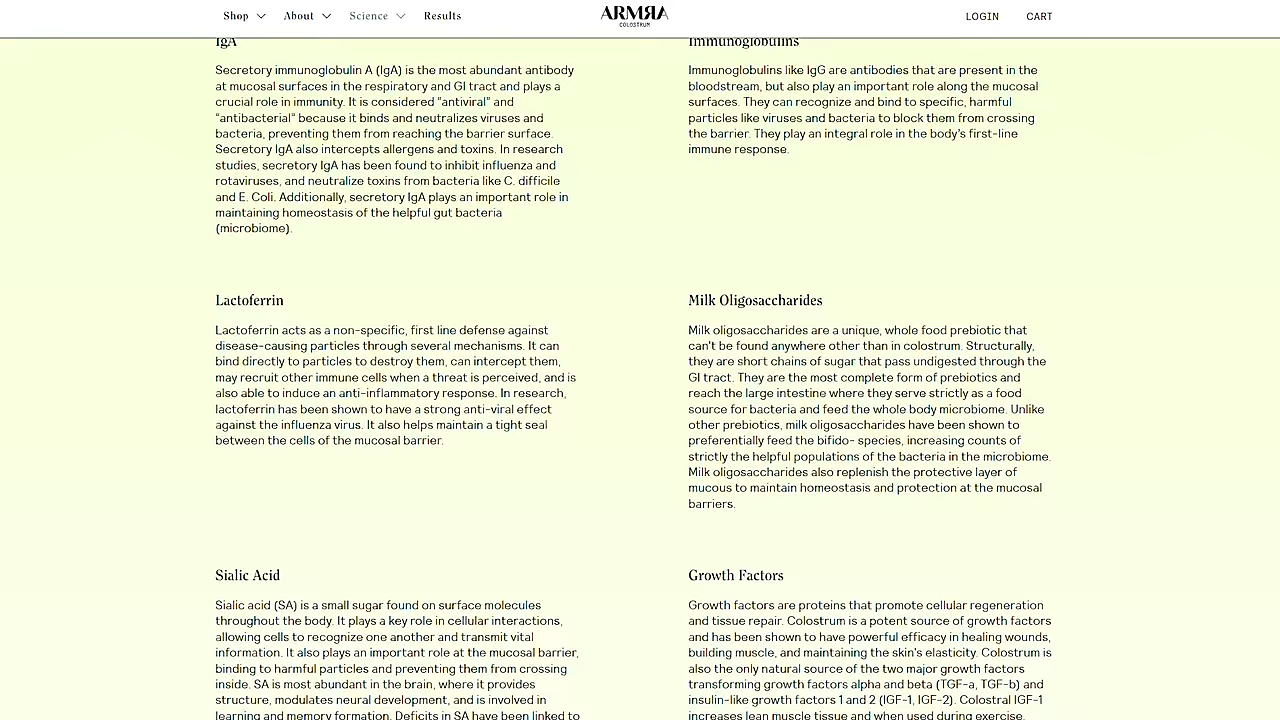 Shop About Science Results
ARMRA
COLOSTRUM
LOGIN CART
IgA
Secretory immunoglobulin A (IgA) is the most abundant antibody
at mucosal surfaces in the respiratory and GI tract and plays a
crucial role in immunity. It is considered “antiviral” and
“antibacterial” because it binds and neutralizes viruses and
bacteria, preventing them from reaching the barrier surface.
Secretory IgA also intercepts allergens and toxins. In research
studies, secretory IgA has been found to inhibit influenza and
rotaviruses, and neutralize toxins from bacteria like C. difficile
and E. Coli. Additionally, secretory IgA plays an important role in
maintaining homeostasis of the helpful gut bacteria
(microbiome).
Immunoglobulins
Immunoglobulins like IgG are antibodies that are present in the
bloodstream, but also play an important role along the mucosal
surfaces. They can recognize and bind to specific, harmful
particles like viruses and bacteria to block them from crossing
the barrier. They play an integral role in the body's first-line
immune response.
Lactoferrin
Lactoferrin acts as a non-specific, first line defense against
disease-causing particles through several mechanisms. It can
bind directly to particles to destroy them, can intercept them,
may recruit other immune cells when a threat is perceived, and is
also able to induce an anti-inflammatory response. In research,
lactoferrin has been shown to have a strong anti-viral effect
against the influenza virus. It also helps maintain a tight seal
between the cells of the mucosal barrier.
Milk Oligosaccharides
Milk oligosaccharides are a unique, whole food prebiotic that
can't be found anywhere other than in colostrum. Structurally,
they are short chains of sugar that pass undigested through the
GI tract. They are the most complete form of prebiotics and
reach the large intestine where they serve strictly as a food
source for bacteria and feed the whole body microbiome. Unlike
other prebiotics, milk oligosaccharides have been shown to
preferentially feed the bifido- species, increasing counts of
strictly the helpful populations of the bacteria in the microbiome.
Milk oligosaccharides also replenish the protective layer of
mucous to maintain homeostasis and protection at the mucosal
barriers.
Sialic Acid
Sialic acid (SA) is a small sugar found on surface molecules
throughout the body. It plays a key role in cellular interactions,
allowing cells to recognize one another and transmit vital
information. It also plays an important role at the mucosal barrier,
binding to harmful particles and preventing them from crossing
inside. SA is most abundant in the brain, where it provides
structure, modulates neural development, and is involved in
learning and memory formation. Deficits in SA have been linked to
Growth Factors
Growth factors are proteins that promote cellular regeneration
and tissue repair. Colostrum is a potent source of growth factors
and has been shown to have powerful efficacy in healing wounds,
building muscle, and maintaining the skin's elasticity. Colostrum is
also the only natural source of the two major growth factors
transforming growth factors alpha and beta (TGF-a, TGF-b) and
insulin-like growth factors 1 and 2 (IGF-1, IGF-2). Colostral IGF-1
increases lean muscle tissue and when used during exercise,